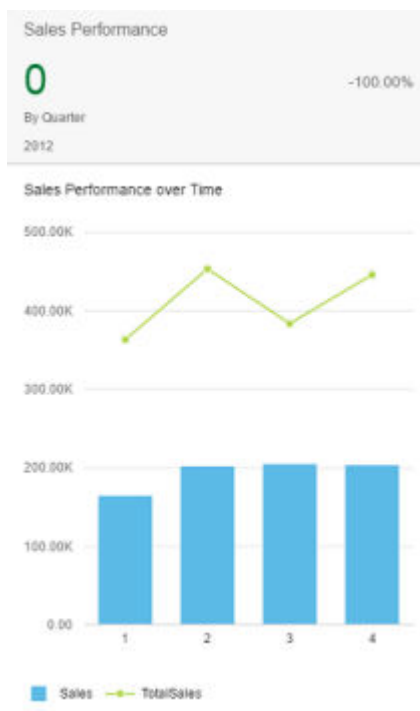 Sales Performance
0
-100.00%
By Quarter
2012
Sales Performance over Time
500.00K
400.00K
300.00K
200.00K
100.00K
0.00
1 2 3 4
Sales TotalSales